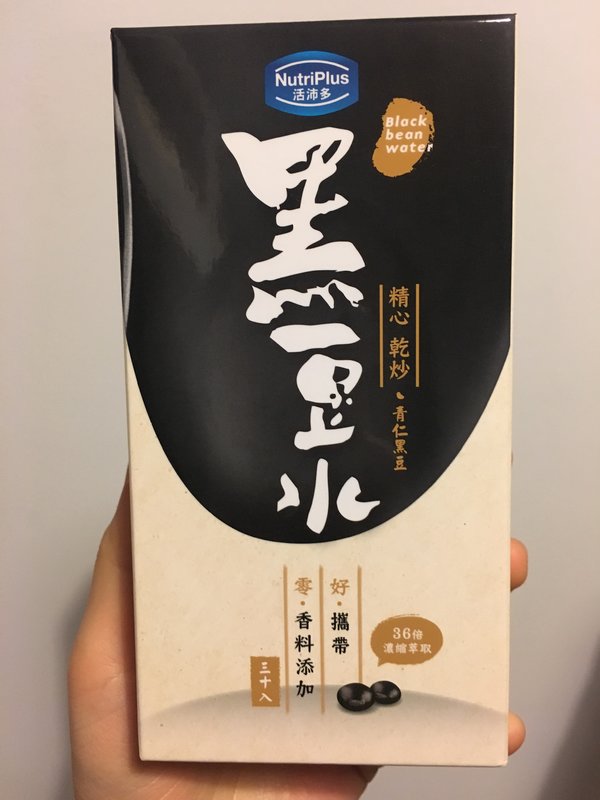 NutriPlus
活沛多
Black
bean
water
黑豆水
精心 乾炒・青仁黑豆
好・攜帶
零・香料添加
36倍
濃縮萃取
三十入